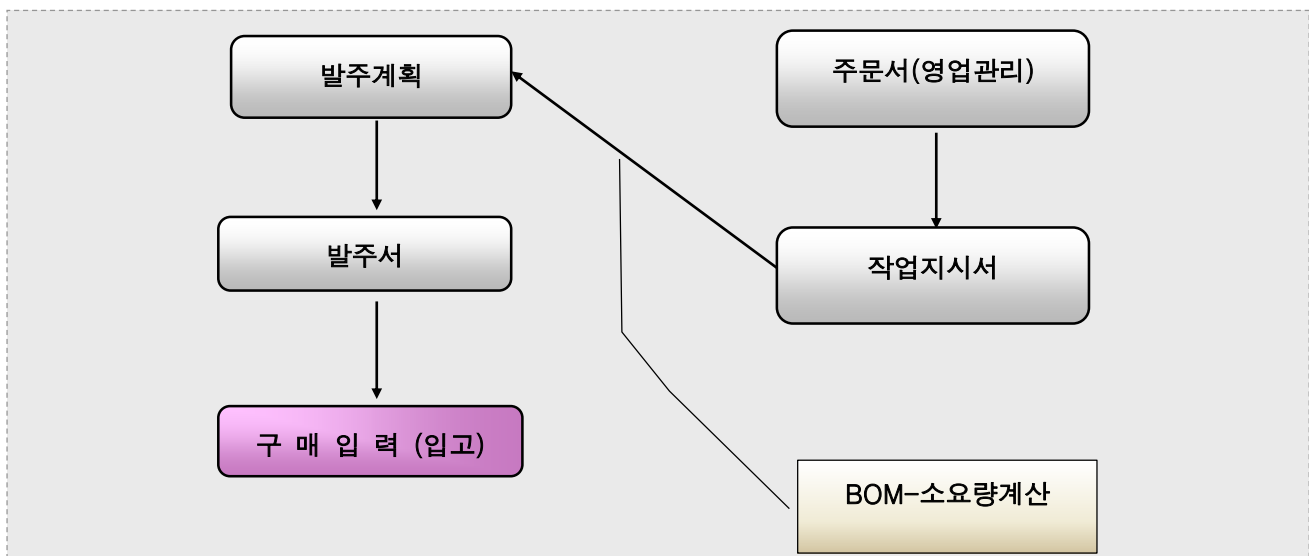 발주계획
주문서(영업관리)
발주서
작업지시서
구 매 입 력 (입고)
BOM-소요량계산